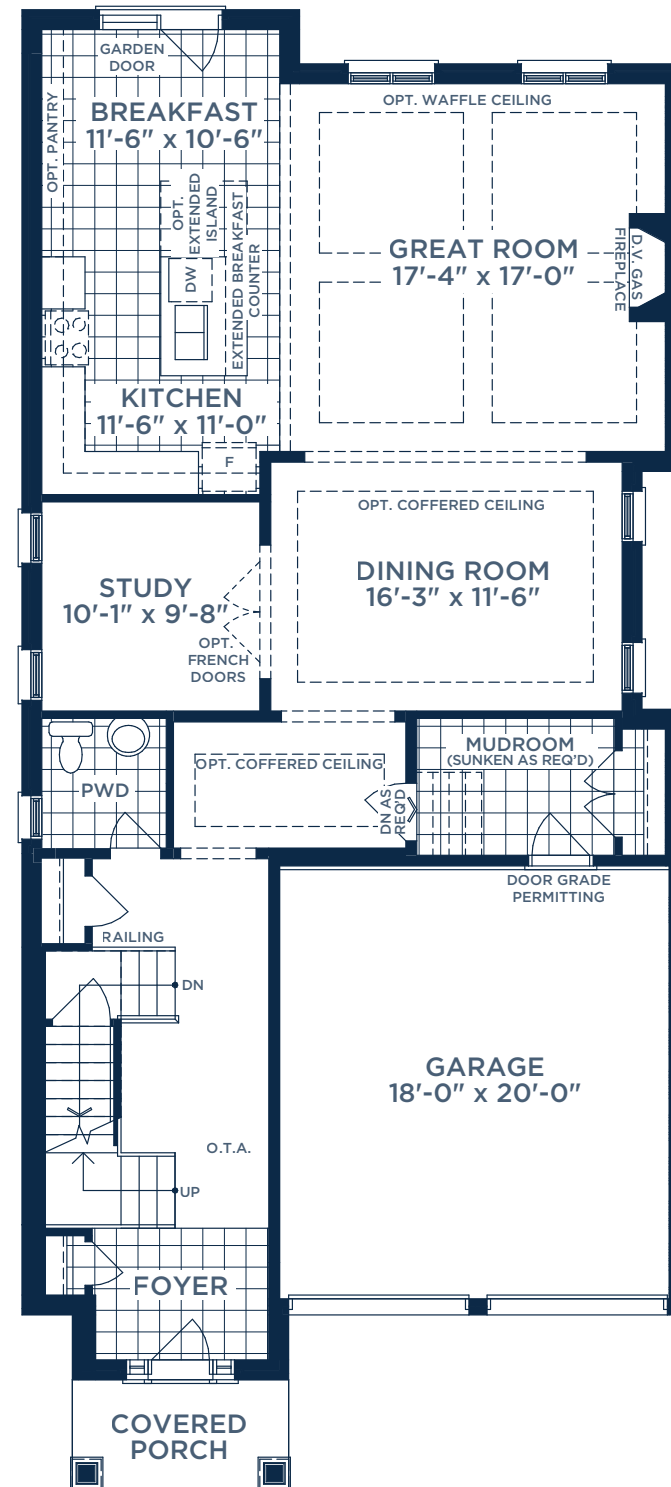 GARDEN
DOOR
OPT. PANTRY
BREAKFAST
11'-6" x 10'-6"
OPT.
EXTENDED
ISLAND
DW
EXTENDED BREAKFAST
COUNTER
KITCHEN
11'-6" x 11'-0"
F
OPT. WAFFLE CEILING
GREAT ROOM
17'-4" x 17'-0"
D.V. GAS
FIREPLACE
OPT. COFFERED CEILING
DINING ROOM
16'-3" x 11'-6"
STUDY
10'-1" x 9'-8"
OPT.
FRENCH
DOORS
PWD
OPT. COFFERED CEILING
DN AS
REQ'D
MUDROOM
(SUNKEN AS REQ'D)
DOOR GRADE
PERMITTING
RAILING
DN
GARAGE
18'-0" x 20'-0"
O.T.A.
UP
FOYER
COVERED
PORCH